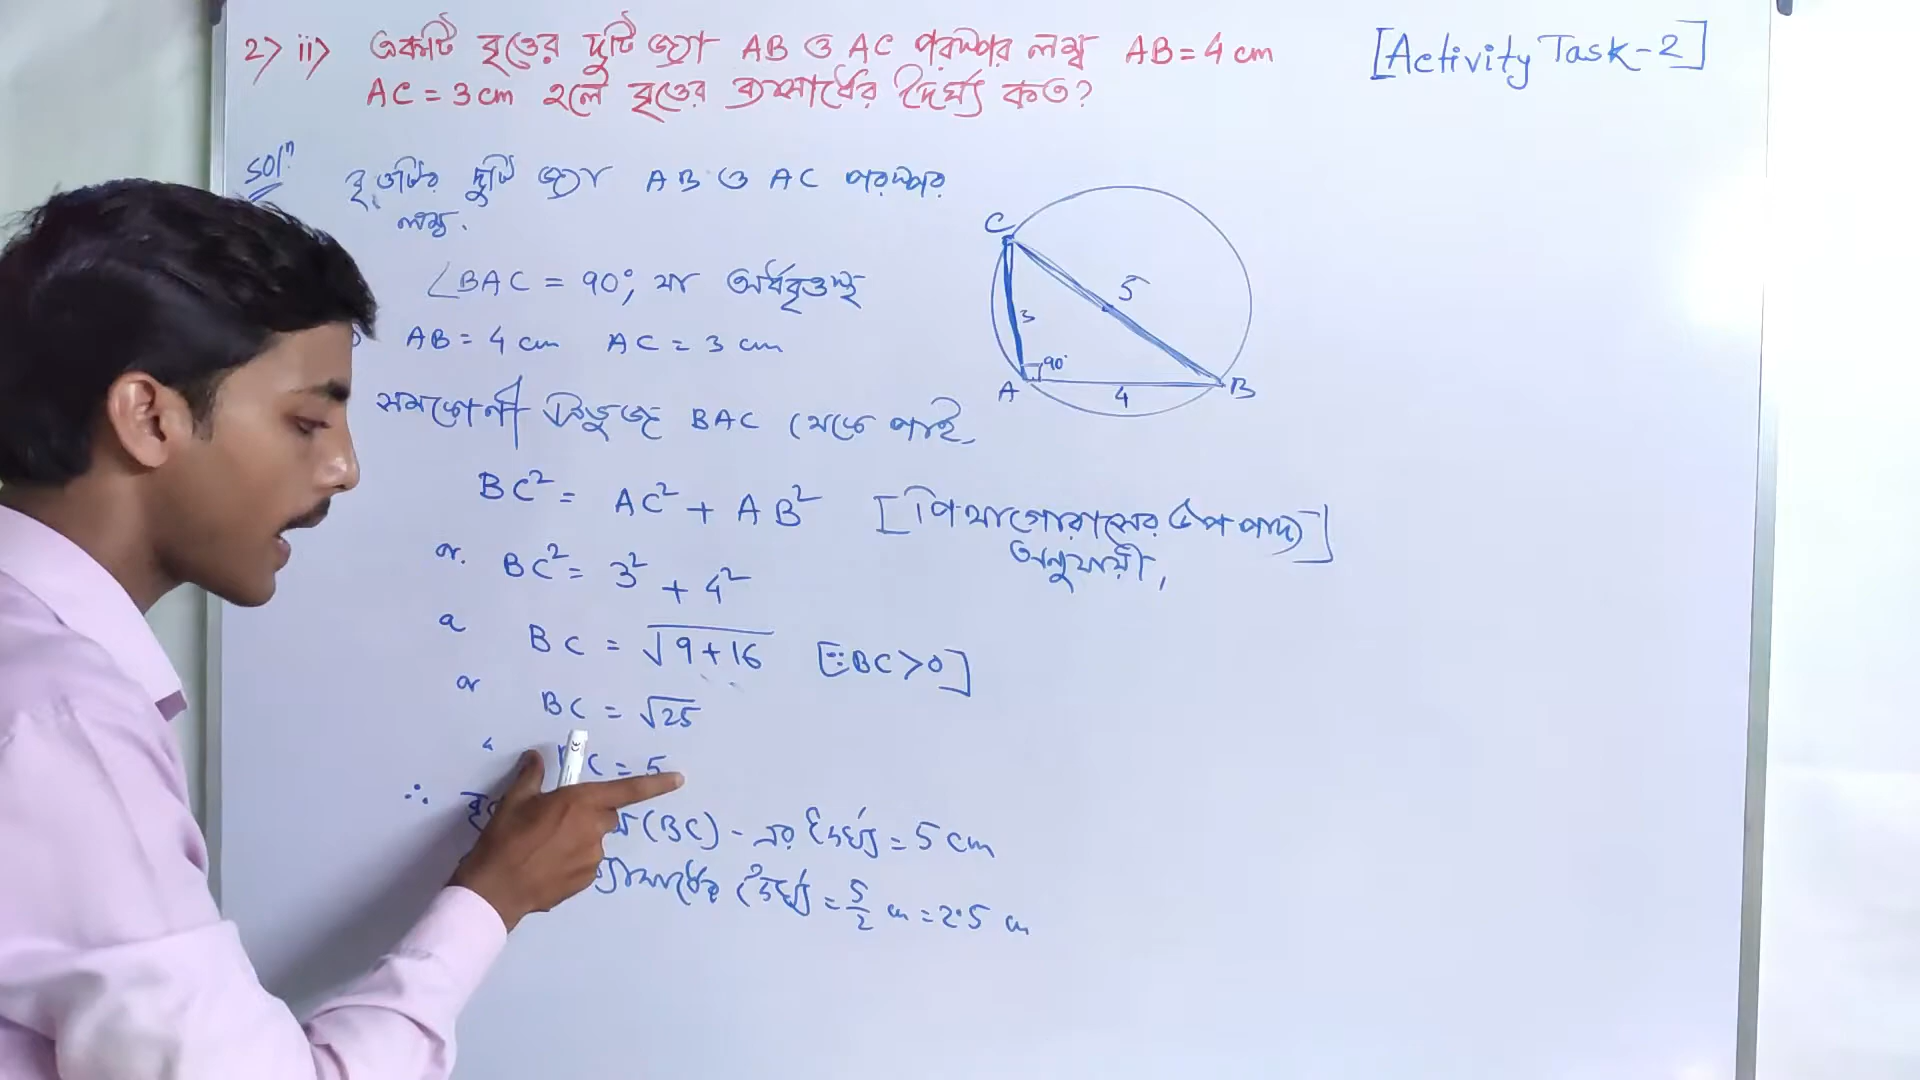 2> ii> একটি বৃত্তের দুটি জ্যা AB ও AC পরস্পর লম্ব AB = 4 cm
AC = 3 cm হলে বৃত্তের ব্যাসার্ধের দৈর্ঘ্য কত?
[Activity Task-2]
Solⁿ
বৃত্তটির দুটি জ্যা AB ও AC পরস্পর
লম্ব.
∠BAC = 90°, যা অর্ধবৃত্তস্থ
AB = 4 cm AC = 3 cm
সমকোণী ত্রিভুজ BAC থেকে পাই,
BC² = AC² + AB² [পিথাগোরাসের উপপাদ্য
অনুযায়ী,]
or. BC² = 3² + 4²
BC = √9+16 [∵BC>0]
or BC = √25
C = 5
∴ (BC) - এর দৈর্ঘ্য = 5 cm
ব্যাসার্ধের দৈর্ঘ্য = 5/2 cm = 2.5 cm
C
5
3
90°
A
4
B